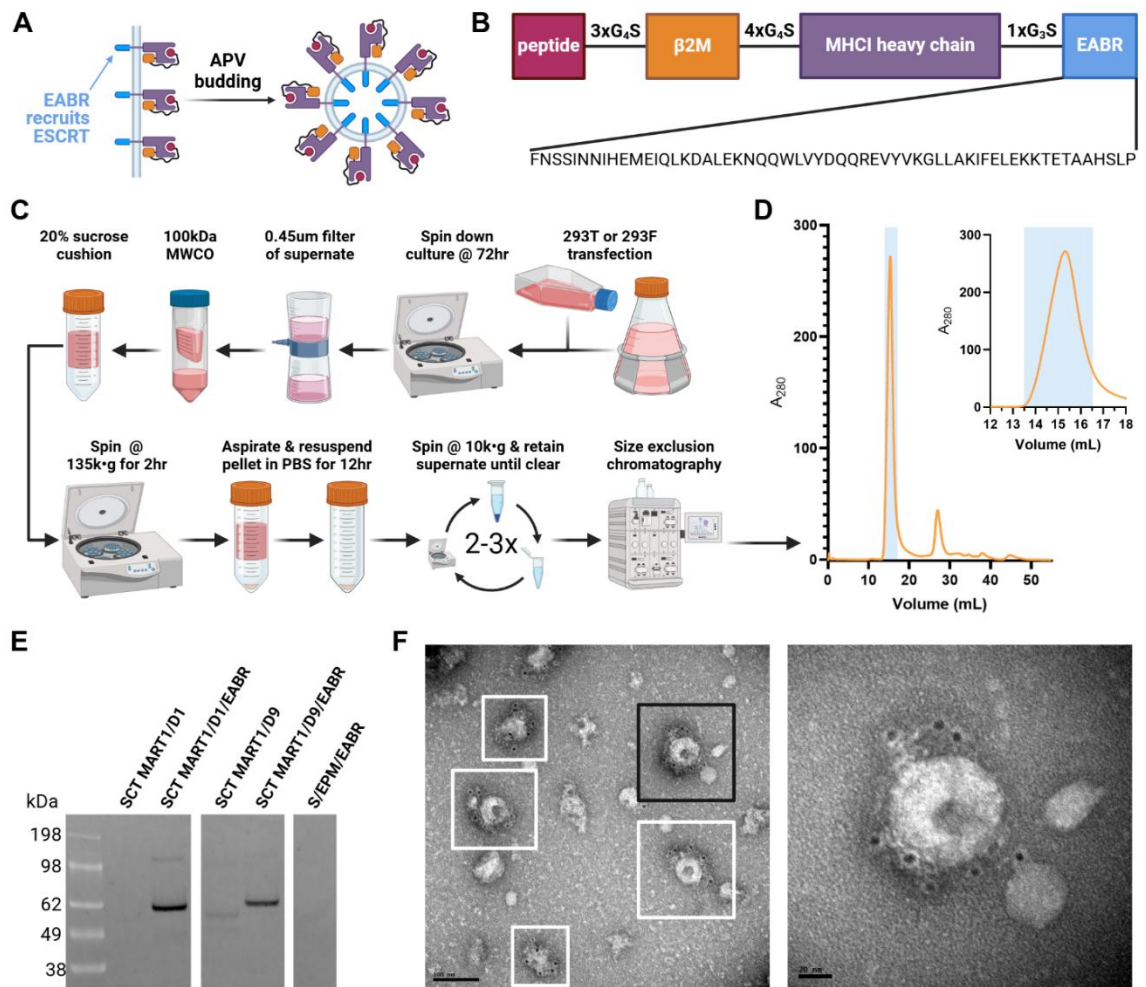 A
EABR
recruits
ESCRT
APV
budding
B
peptide
3xG₄S
β2M
4xG₄S
MHCI heavy chain
1xG₃S
EABR
FNSSINNIHEMEIQLKDALEKNQQWLVYDQQREVYVKGLLAKIFELEKKTETAAHSLP
C
20% sucrose
cushion
100kDa
MWCO
0.45um filter
of supernate
Spin down
culture @ 72hr
293T or 293F
transfection
Spin @
135k•g for 2hr
Aspirate & resuspend
pellet in PBS for 12hr
Spin @ 10k•g & retain
supernate until clear
2-3x
Size exclusion
chromatography
D
300
200
100
0
A₂₈₀
0 10 20 30 40 50
Volume (mL)
300
200
100
0
A₂₈₀
12 13 14 15 16 17 18
Volume (mL)
E
kDa
198
98
62
49
38
SCT MART1/D1
SCT MART1/D1/EABR
SCT MART1/D9
SCT MART1/D9/EABR
S/EPM/EABR
F
100 nm
20 nm